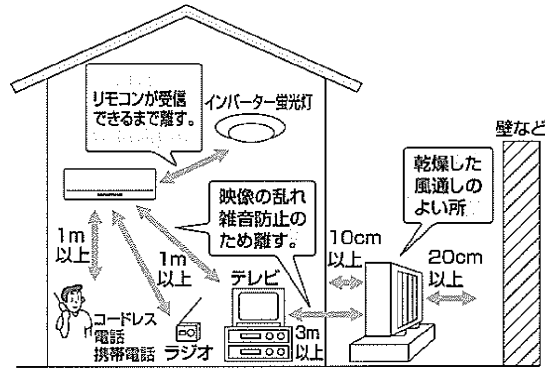 リモコンが受信
できるまで離す。
インバーター蛍光灯
壁など
乾燥した
風通しの
よい所
映像の乱れ
雑音防止の
ため離す。
1m
以上
1m
以上
10cm
以上
20cm
以上
テレビ
3m
以上
コードレス
電話
携帯電話
ラジオ